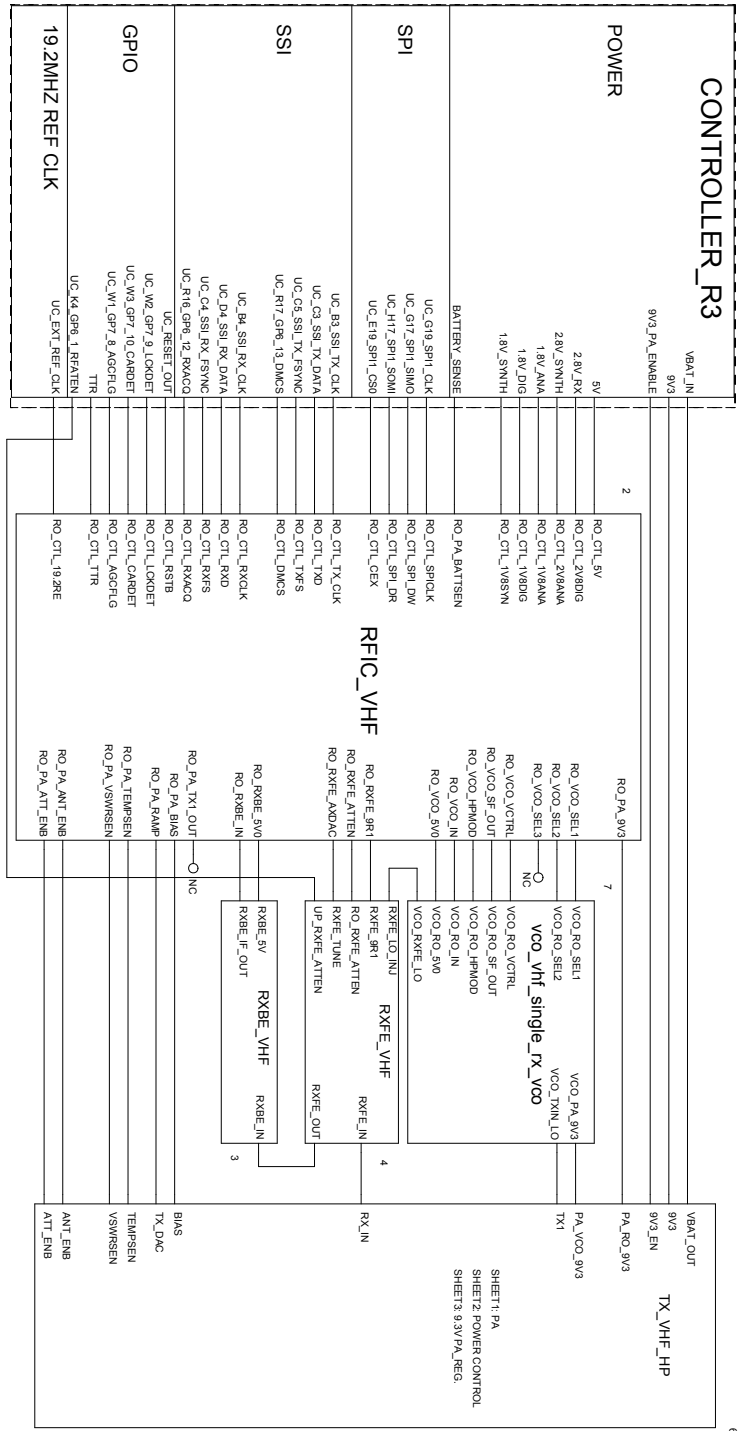 CONTROLLER_R3
POWER
SPI
SSI
GPIO
19.2MHZ REF CLK
VBAT_IN
9V3
9V3_PA_ENABLE
5V
2.8V_RX
2.8V_SYNTH
1.8V_ANA
1.8V_DIG
1.8V_SYNTH
BATTERY_SENSE
UC_G19_SPI1_CLK
UC_G17_SPI1_SIMO
UC_H17_SPI1_SOMI
UC_E19_SPI1_CS0
UC_B3_SSI_TX_CLK
UC_C3_SSI_TX_DATA
UC_C5_SSI_TX_FSYNC
UC_R17_GP6_13_DMCS
UC_B4_SSI_RX_CLK
UC_D4_SSI_RX_DATA
UC_C4_SSI_RX_FSYNC
UC_R16_GP6_12_RXACQ
UC_RESET_OUT
UC_W2_GP7_9_LCKDET
UC_W3_GP7_10_CARDET
UC_W1_GP7_8_AGCFLG
TTR
UC_K4_GP6_1_RFATEN
UC_EXT_REF_CLK
2
RO_CTL_5V
RO_CTL_2V8DIG
RO_CTL_2V8ANA
RO_CTL_1V8ANA
RO_CTL_1V8DIG
RO_CTL_1V8SYN
RO_PA_BATTSEN
RO_CTL_SPICLK
RO_CTL_SPI_DW
RO_CTL_SPI_DR
RO_CTL_CEX
RO_CTL_TX_CLK
RO_CTL_TXD
RO_CTL_TXFS
RO_CTL_DMCS
RO_CTL_RXCLK
RO_CTL_RXD
RO_CTL_RXFS
RO_CTL_RXACQ
RO_CTL_RSTB
RO_CTL_LCKDET
RO_CTL_CARDET
RO_CTL_AGCFLG
RO_CTL_TTR
RO_CTL_19.2RE
RFIC_VHF
RO_PA_9V3
RO_VCO_SEL1
RO_VCO_SEL2
RO_VCO_SEL3
RO_VCO_VCTRL
RO_VCO_SF_OUT
RO_VCO_HPMOD
RO_VCO_IN
RO_VCO_5V0
RO_RXFE_9R1
RO_RXFE_ATTEN
RO_RXFE_AXDAC
RO_RXBE_5V0
RO_RXBE_IN
RO_PA_TX1_OUT
RO_PA_BIAS
RO_PA_RAMP
RO_PA_TEMPSEN
RO_PA_VSWRSEN
RO_PA_ANT_ENB
RO_PA_ATT_ENB
NC
NC
7
VCO_RO_SEL1
VCO_RO_SEL2
VCO_RO_VCTRL
VCO_RO_SF_OUT
VCO_RO_HPMOD
VCO_RO_IN
VCO_RO_5V0
VCO_RXFE_LO
vco_vhf_single_rx_vco
VCO_PA_9V3
VCO_TXIN_LO
RXFE_LO_INJ
RXFE_9R1
RO_RXFE_ATTEN
RXFE_TUNE
UP_RXFE_ATTEN
RXFE_VHF
RXFE_IN
RXFE_OUT
4
RXBE_5V
RXBE_IF_OUT
RXBE_VHF
RXBE_IN
3
VBAT_OUT
9V3
9V3_EN
PA_RO_9V3
PA_VCO_9V3
TX1
RX_IN
BIAS
TX_DAC
TEMPSEN
VSWRSEN
ANT_ENB
ATT_ENB
TX_VHF_HP
SHEET1: PA
SHEET2: POWER CONTROL
SHEET3: 9.3V PA_REG.